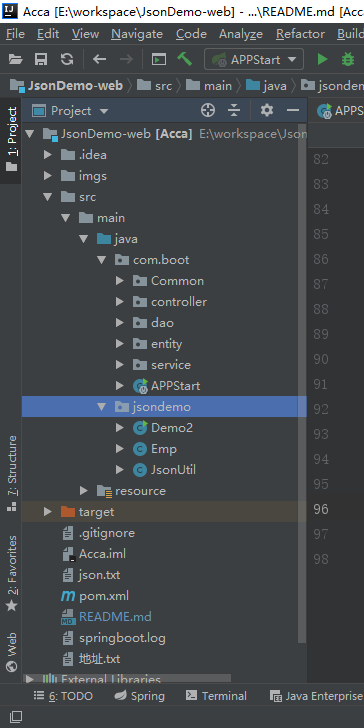 Acca [E:\workspace\JsonDemo-web] - ...\README.md [Acc
File Edit View Navigate Code Analyze Refactor Build
APPStart
JsonDemo-web src main java jsondem
1: Project
Project
APPS
JsonDemo-web [Acca] E:\workspace\Json
.idea
imgs
src
main
java
com.boot
Common
controller
dao
entity
service
APPStart
jsondemo
Demo2
Emp
JsonUtil
resource
target
.gitignore
Acca.iml
json.txt
pom.xml
README.md
springboot.log
地址.txt
External Libraries
82
83
84
85
86
87
88
89
90
91
92
93
94
95
96
97
98
7: Structure
2: Favorites
Web
6: TODO Spring Terminal Java Enterprise